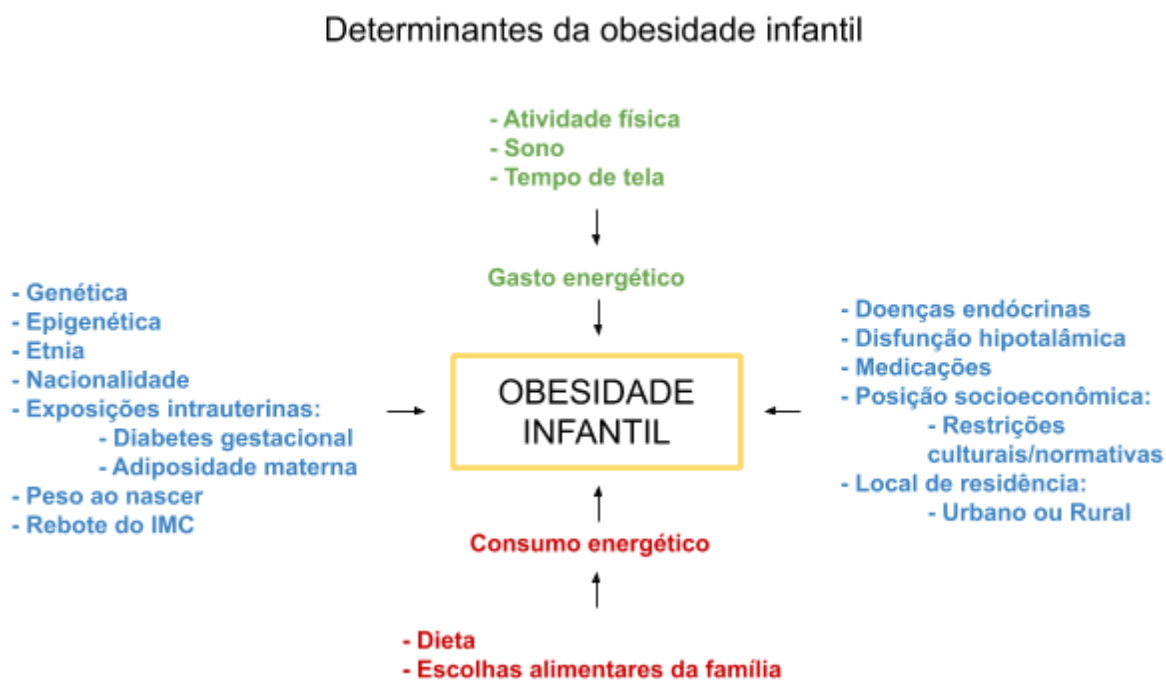 Determinantes da obesidade infantil
- Atividade física
- Sono
- Tempo de tela
Gasto energético
- Genética
- Epigenética
- Etnia
- Nacionalidade
- Exposições intrauterinas:
- Diabetes gestacional
- Adiposidade materna
- Peso ao nascer
- Rebote do IMC
OBESIDADE
INFANTIL
- Doenças endócrinas
- Disfunção hipotalâmica
- Medicações
- Posição socioeconômica:
- Restrições
culturais/normativas
- Local de residência:
- Urbano ou Rural
Consumo energético
- Dieta
- Escolhas alimentares da família